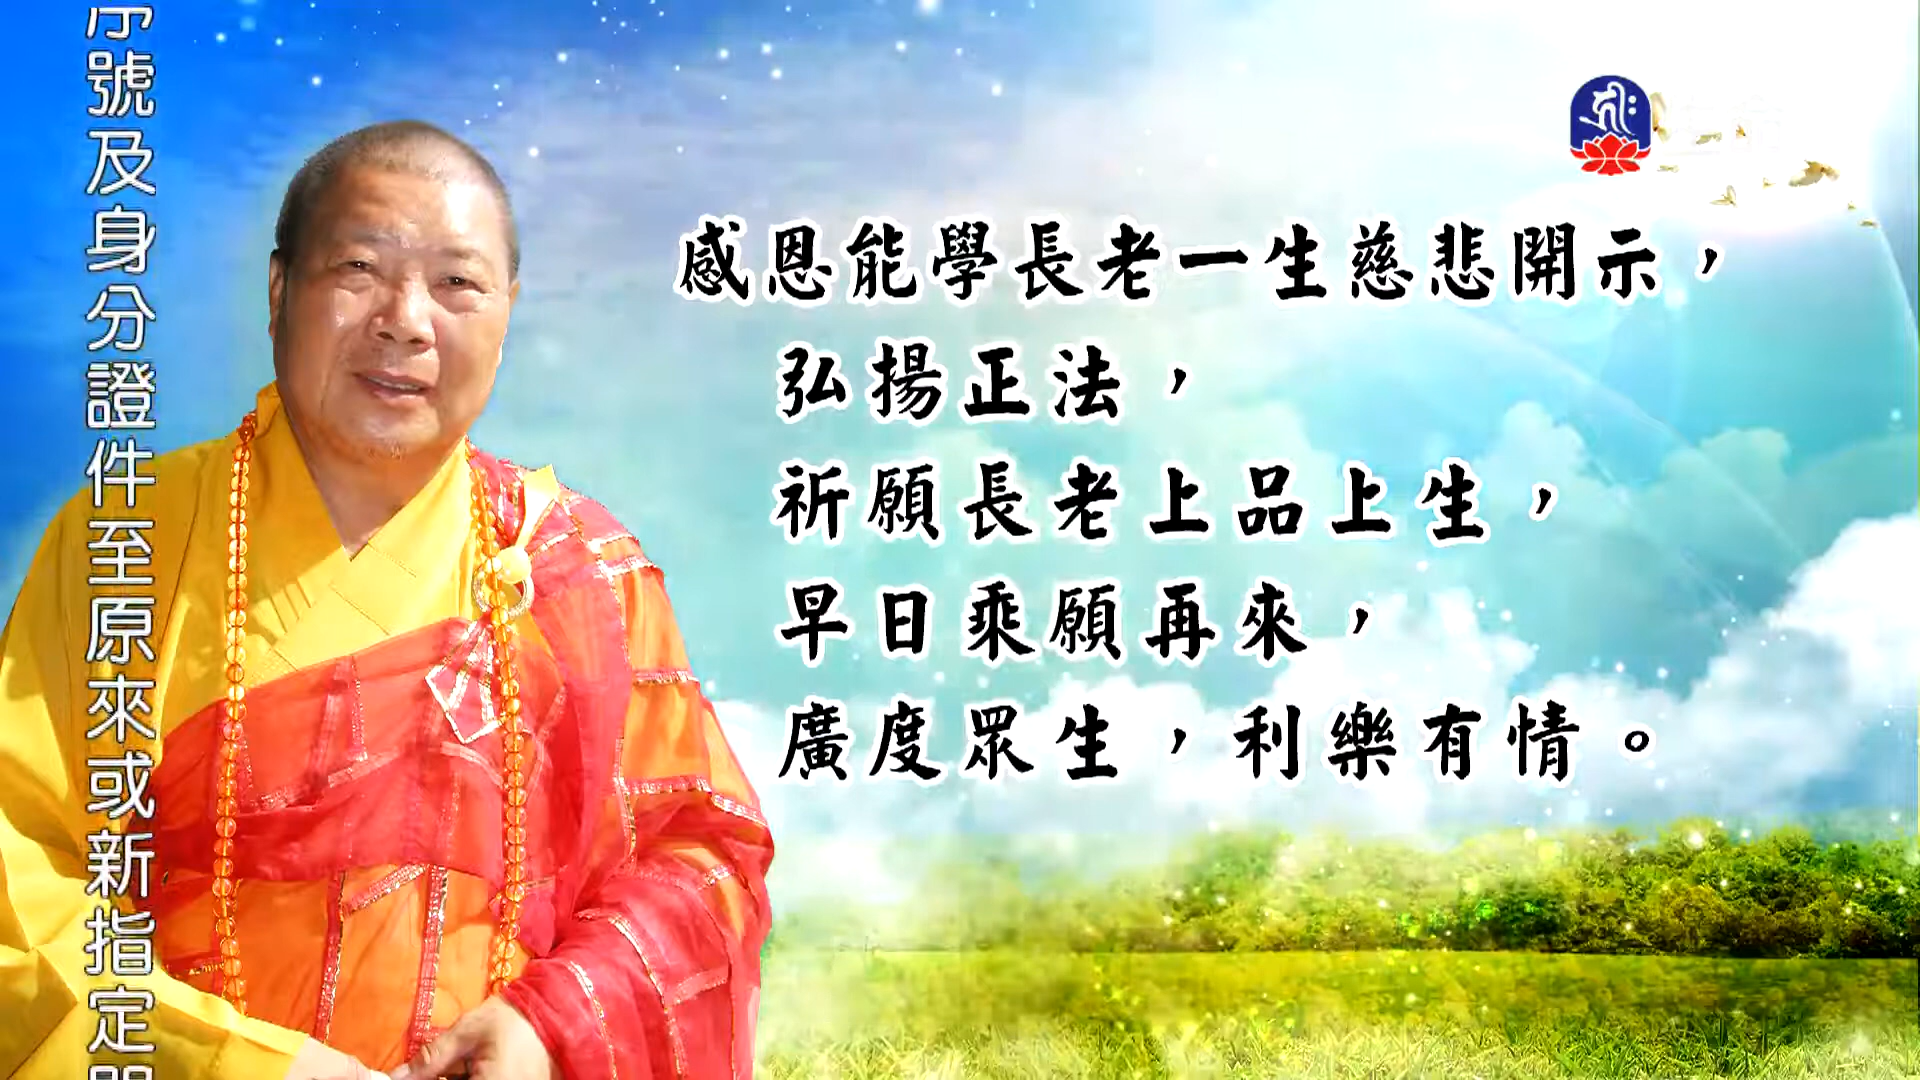 感恩能學長老一生慈悲開示，
弘揚正法，
祈願長老上品上生，
早日乘願再來，
廣度眾生，利樂有情。
號及身分證件至原來或新指定